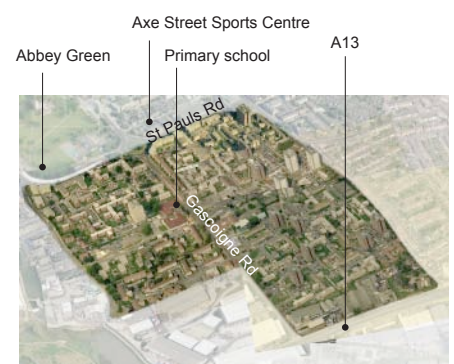 Axe Street Sports Centre
Abbey Green
Primary school
A13
St Pauls Rd
Gascoigne Rd